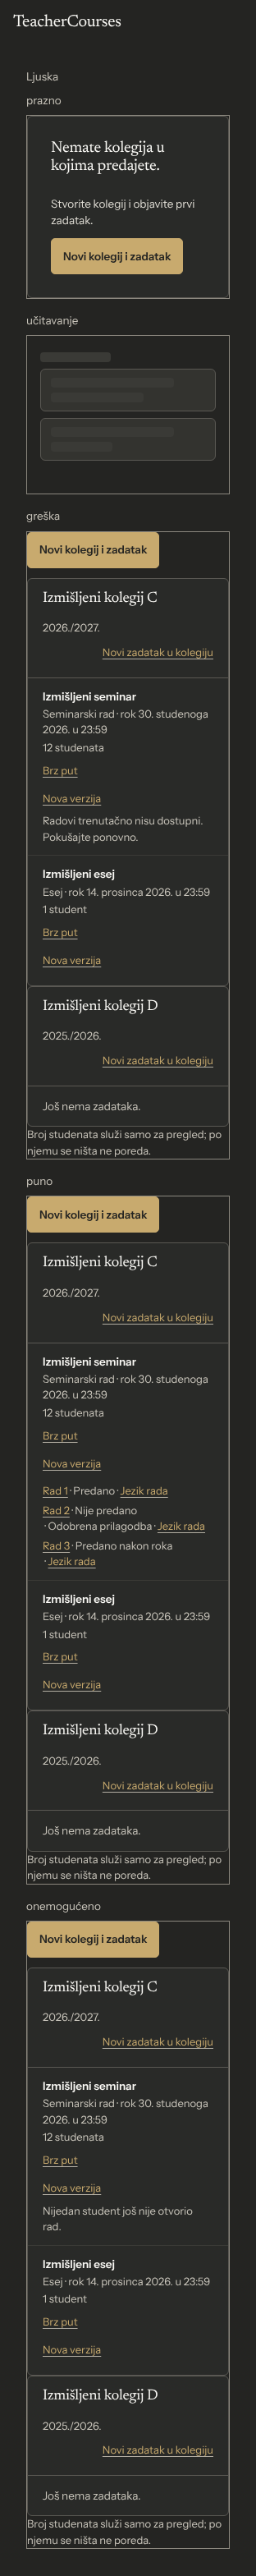 TeacherCourses
Ljuska
prazno
Nemate kolegija u
kojima predajete.
Stvorite kolegij i objavite prvi
zadatak.
Novi kolegij i zadatak
učitavanje
greška
Novi kolegij i zadatak
Izmišljeni kolegij C
2026./2027.
Novi zadatak u kolegiju
Izmišljeni seminar
Seminarski rad · rok 30. studenoga
2026. u 23:59
12 studenata
Brz put
Nova verzija
Radovi trenutačno nisu dostupni.
Pokušajte ponovno.
Izmišljeni esej
Esej · rok 14. prosinca 2026. u 23:59
1 student
Brz put
Nova verzija
Izmišljeni kolegij D
2025./2026.
Novi zadatak u kolegiju
Još nema zadataka.
Broj studenata služi samo za pregled; po
njemu se ništa ne poreda.
puno
Novi kolegij i zadatak
Izmišljeni kolegij C
2026./2027.
Novi zadatak u kolegiju
Izmišljeni seminar
Seminarski rad · rok 30. studenoga
2026. u 23:59
12 studenata
Brz put
Nova verzija
Rad 1 · Predano · Jezik rada
Rad 2 · Nije predano
· Odobrena prilagodba · Jezik rada
Rad 3 · Predano nakon roka
· Jezik rada
Izmišljeni esej
Esej · rok 14. prosinca 2026. u 23:59
1 student
Brz put
Nova verzija
Izmišljeni kolegij D
2025./2026.
Novi zadatak u kolegiju
Još nema zadataka.
Broj studenata služi samo za pregled; po
njemu se ništa ne poreda.
onemogućeno
Novi kolegij i zadatak
Izmišljeni kolegij C
2026./2027.
Novi zadatak u kolegiju
Izmišljeni seminar
Seminarski rad · rok 30. studenoga
2026. u 23:59
12 studenata
Brz put
Nova verzija
Nijedan student još nije otvorio
rad.
Izmišljeni esej
Esej · rok 14. prosinca 2026. u 23:59
1 student
Brz put
Nova verzija
Izmišljeni kolegij D
2025./2026.
Novi zadatak u kolegiju
Još nema zadataka.
Broj studenata služi samo za pregled; po
njemu se ništa ne poreda.